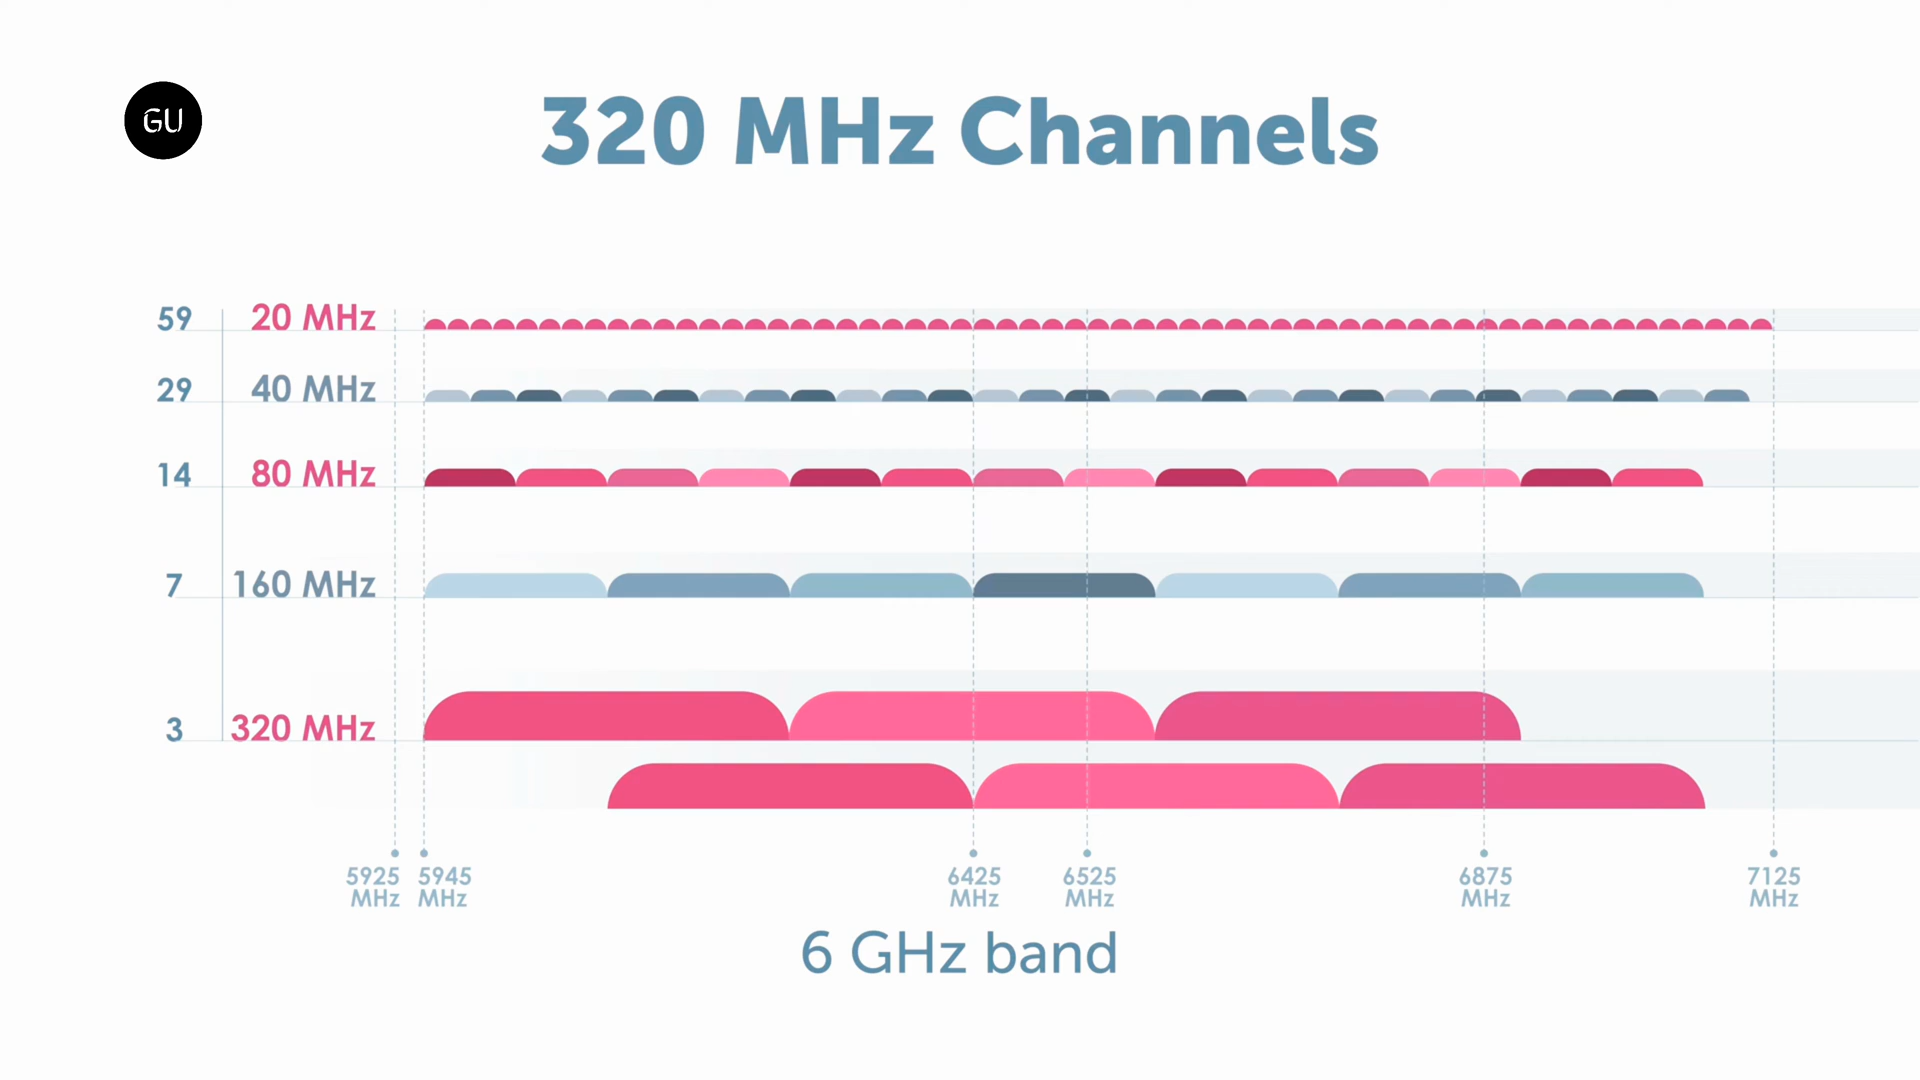 GU
320 MHz Channels
59 20 MHz
29 40 MHz
14 80 MHz
7 160 MHz
3 320 MHz
5925 MHz
5945 MHz
6425 MHz
6525 MHz
6875 MHz
7125 MHz
6 GHz band